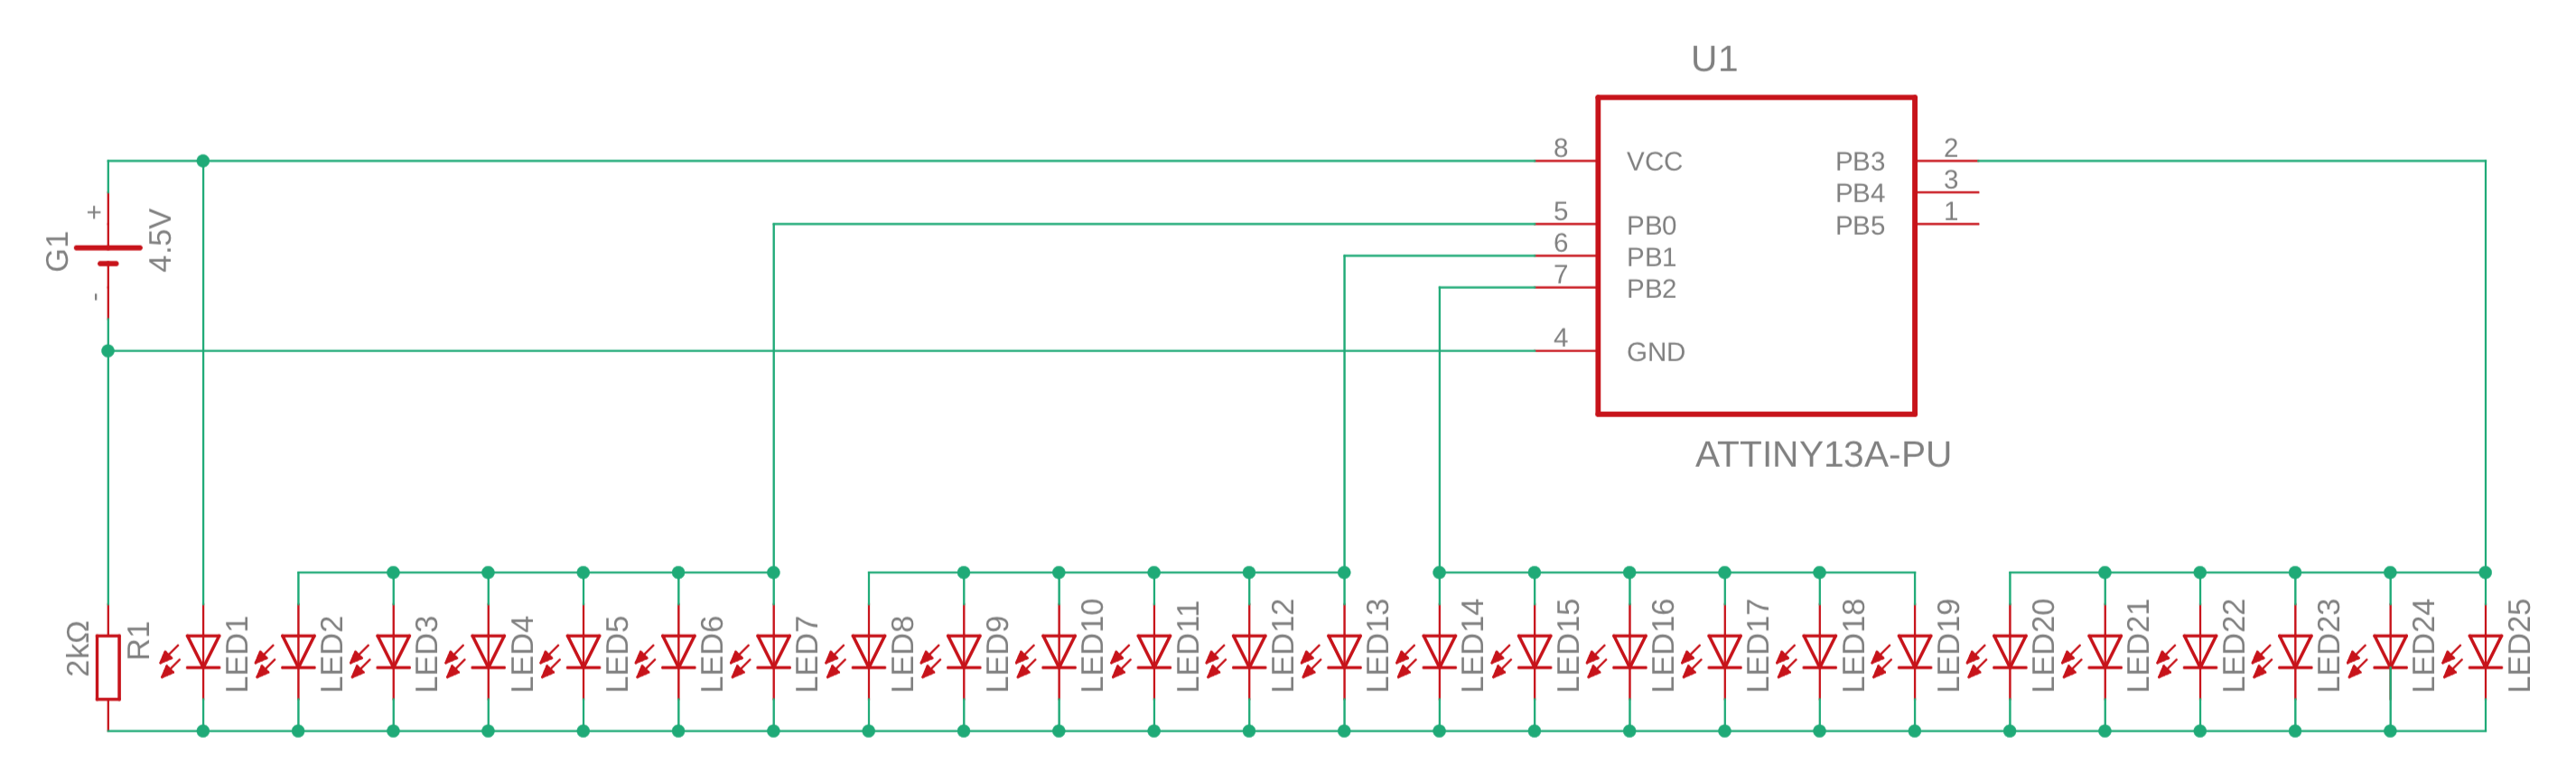 U1
8
VCC
PB3
2
PB4
3
5
PB0
PB5
1
6
PB1
7
PB2
4
GND
ATTINY13A-PU
G1
+
-
4.5V
2kΩ
R1
LED1
LED2
LED3
LED4
LED5
LED6
LED7
LED8
LED9
LED10
LED11
LED12
LED13
LED14
LED15
LED16
LED17
LED18
LED19
LED20
LED21
LED22
LED23
LED24
LED25